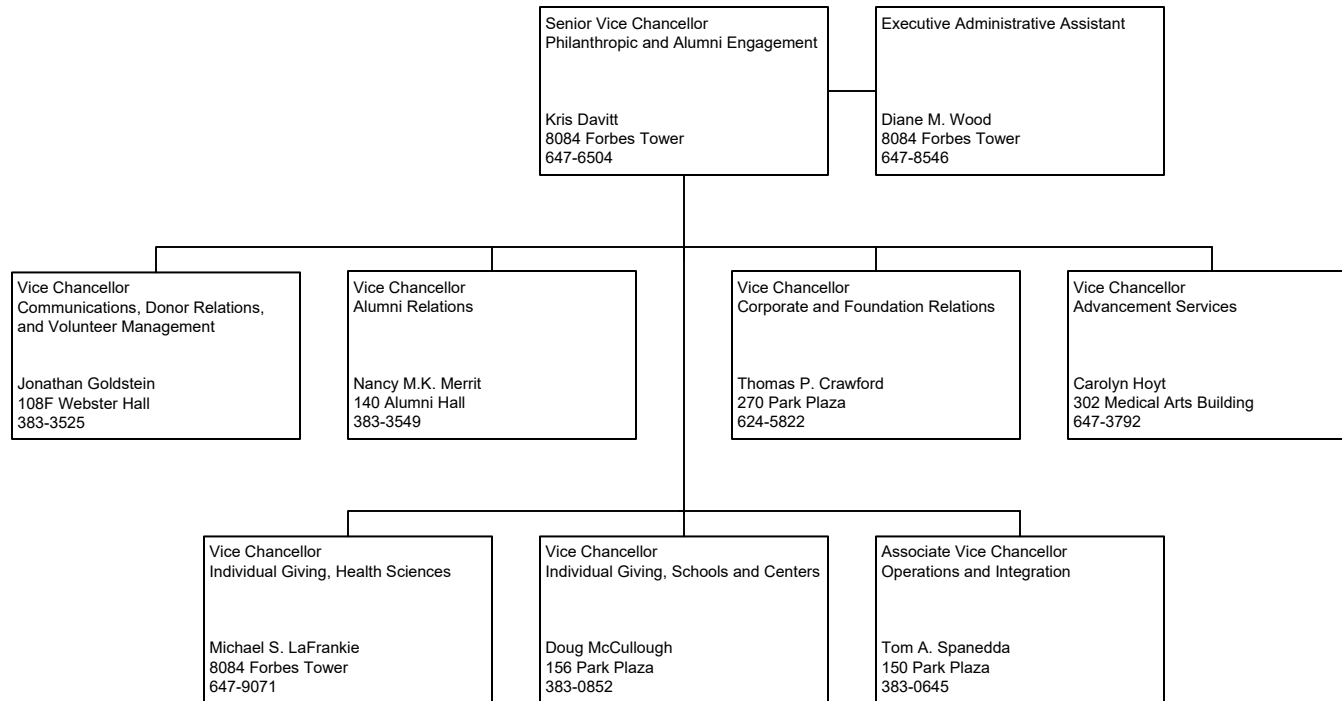 Senior Vice Chancellor
Philanthropic and Alumni Engagement
Kris Davitt
8084 Forbes Tower
647-6504
Executive Administrative Assistant
Diane M. Wood
8084 Forbes Tower
647-8546
Vice Chancellor
Communications, Donor Relations,
and Volunteer Management
Jonathan Goldstein
108F Webster Hall
383-3525
Vice Chancellor
Alumni Relations
Nancy M.K. Merrit
140 Alumni Hall
383-3549
Vice Chancellor
Corporate and Foundation Relations
Thomas P. Crawford
270 Park Plaza
624-5822
Vice Chancellor
Advancement Services
Carolyn Hoyt
302 Medical Arts Building
647-3792
Vice Chancellor
Individual Giving, Health Sciences
Michael S. LaFrankie
8084 Forbes Tower
647-9071
Vice Chancellor
Individual Giving, Schools and Centers
Doug McCullough
156 Park Plaza
383-0852
Associate Vice Chancellor
Operations and Integration
Tom A. Spanedda
150 Park Plaza
383-0645